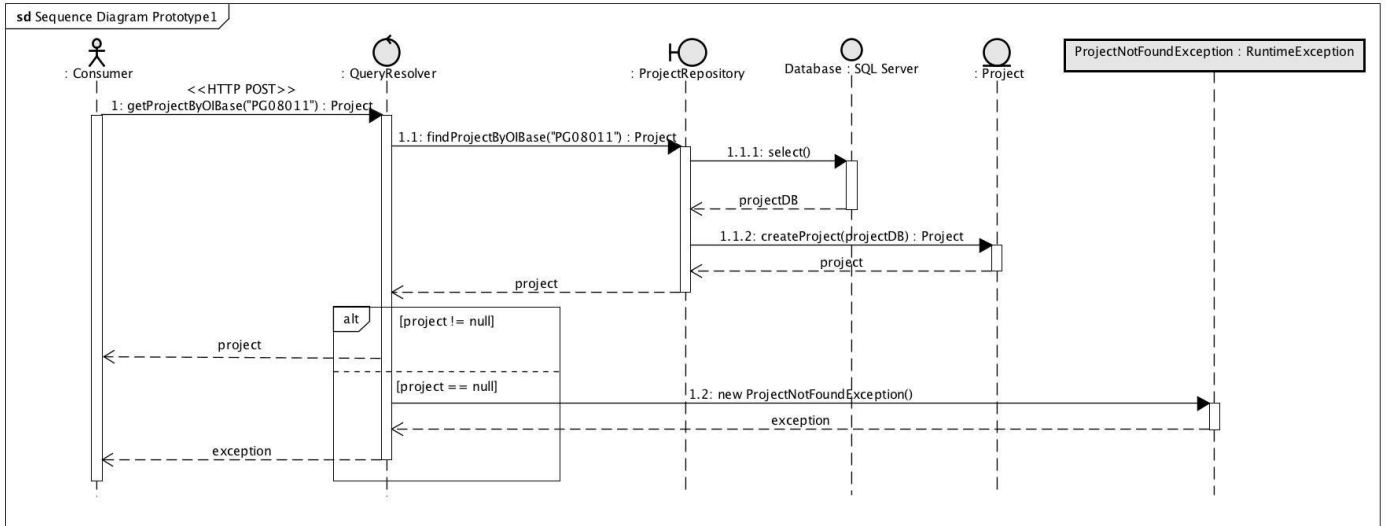 sd Sequence Diagram Prototype1
: Consumer
: QueryResolver
: ProjectRepository
Database : SQL Server
: Project
ProjectNotFoundException : RuntimeException
<<HTTP POST>>
1: getProjectByOIBase("PG08011") : Project
1.1: findProjectByOIBase("PG08011") : Project
1.1.1: select()
projectDB
1.1.2: createProject(projectDB) : Project
project
project
alt
[project != null]
project
[project == null]
1.2: new ProjectNotFoundException()
exception
exception